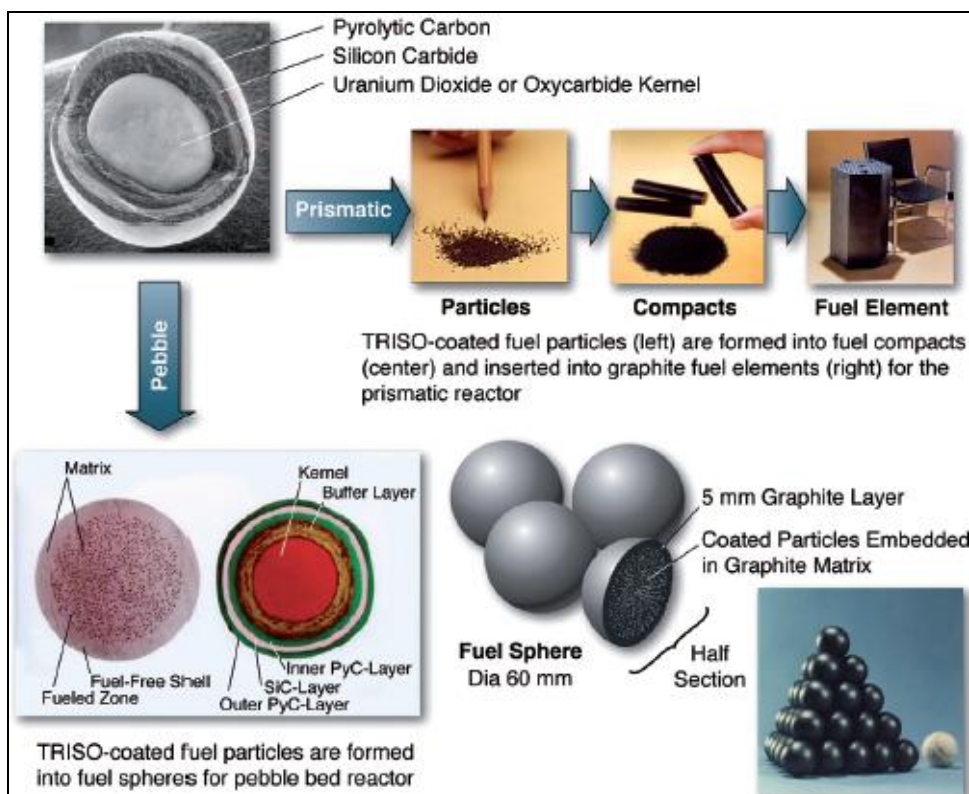 Pyrolytic Carbon
Silicon Carbide
Uranium Dioxide or Oxycarbide Kernel
Prismatic
Particles
Compacts
Fuel Element
TRISO-coated fuel particles (left) are formed into fuel compacts
(center) and inserted into graphite fuel elements (right) for the
prismatic reactor
Pebble
Matrix
Kernel
Buffer Layer
Fuel-Free Shell
Fueled Zone
Inner PyC-Layer
SiC-Layer
Outer PyC-Layer
TRISO-coated fuel particles are formed
into fuel spheres for pebble bed reactor
5 mm Graphite Layer
Coated Particles Embedded
in Graphite Matrix
Fuel Sphere
Dia 60 mm
Half
Section